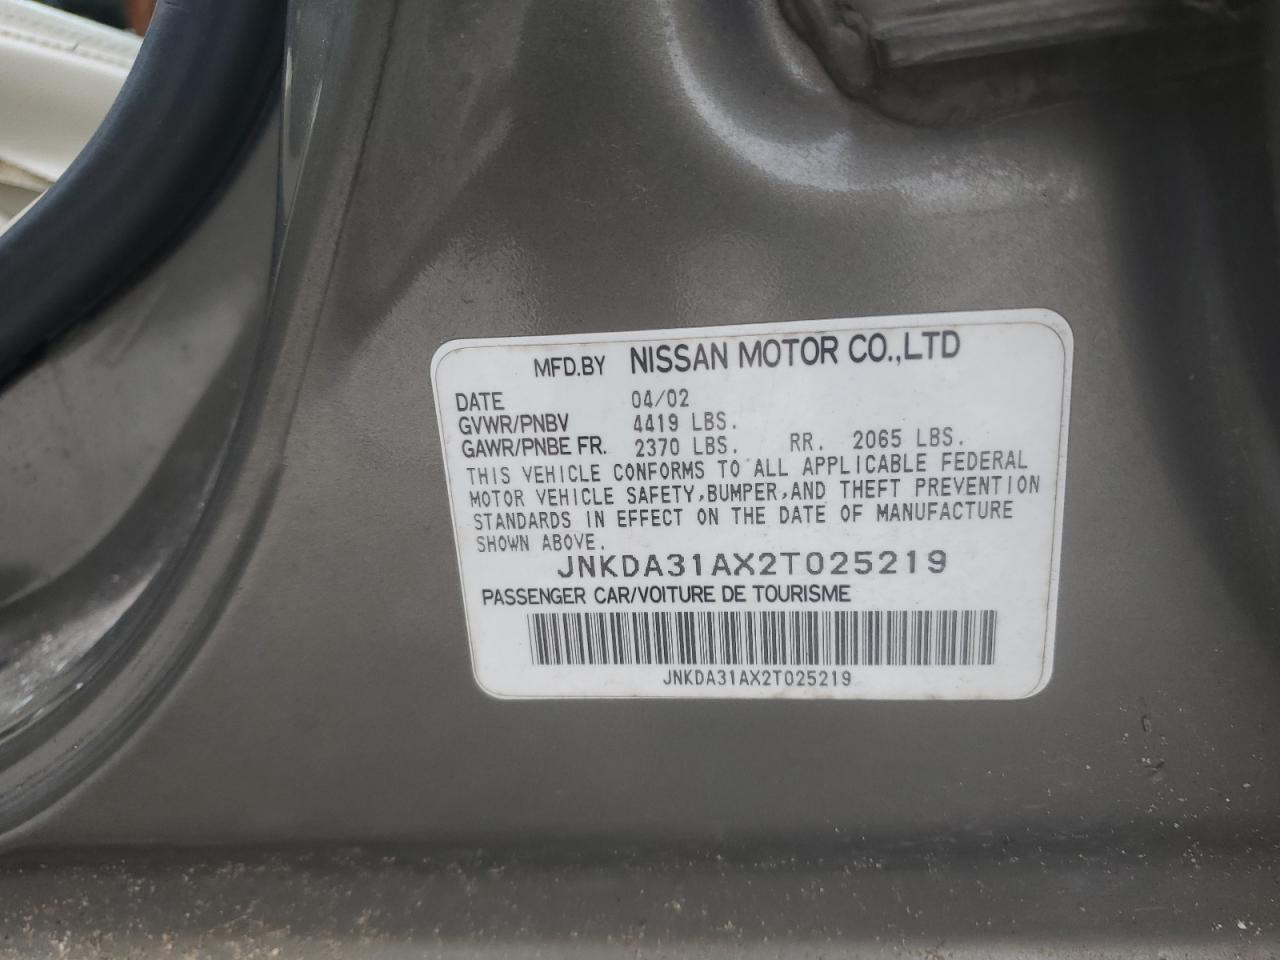 MFD.BY NISSAN MOTOR CO.,LTD
DATE 04/02
GVWR/PNBV 4419 LBS.
GAWR/PNBE FR. 2370 LBS. RR. 2065 LBS.
THIS VEHICLE CONFORMS TO ALL APPLICABLE FEDERAL
MOTOR VEHICLE SAFETY,BUMPER,AND THEFT PREVENTION
STANDARDS IN EFFECT ON THE DATE OF MANUFACTURE
SHOWN ABOVE.
JNKDA31AX2T025219
PASSENGER CAR/VOITURE DE TOURISME
JNKDA31AX2T025219